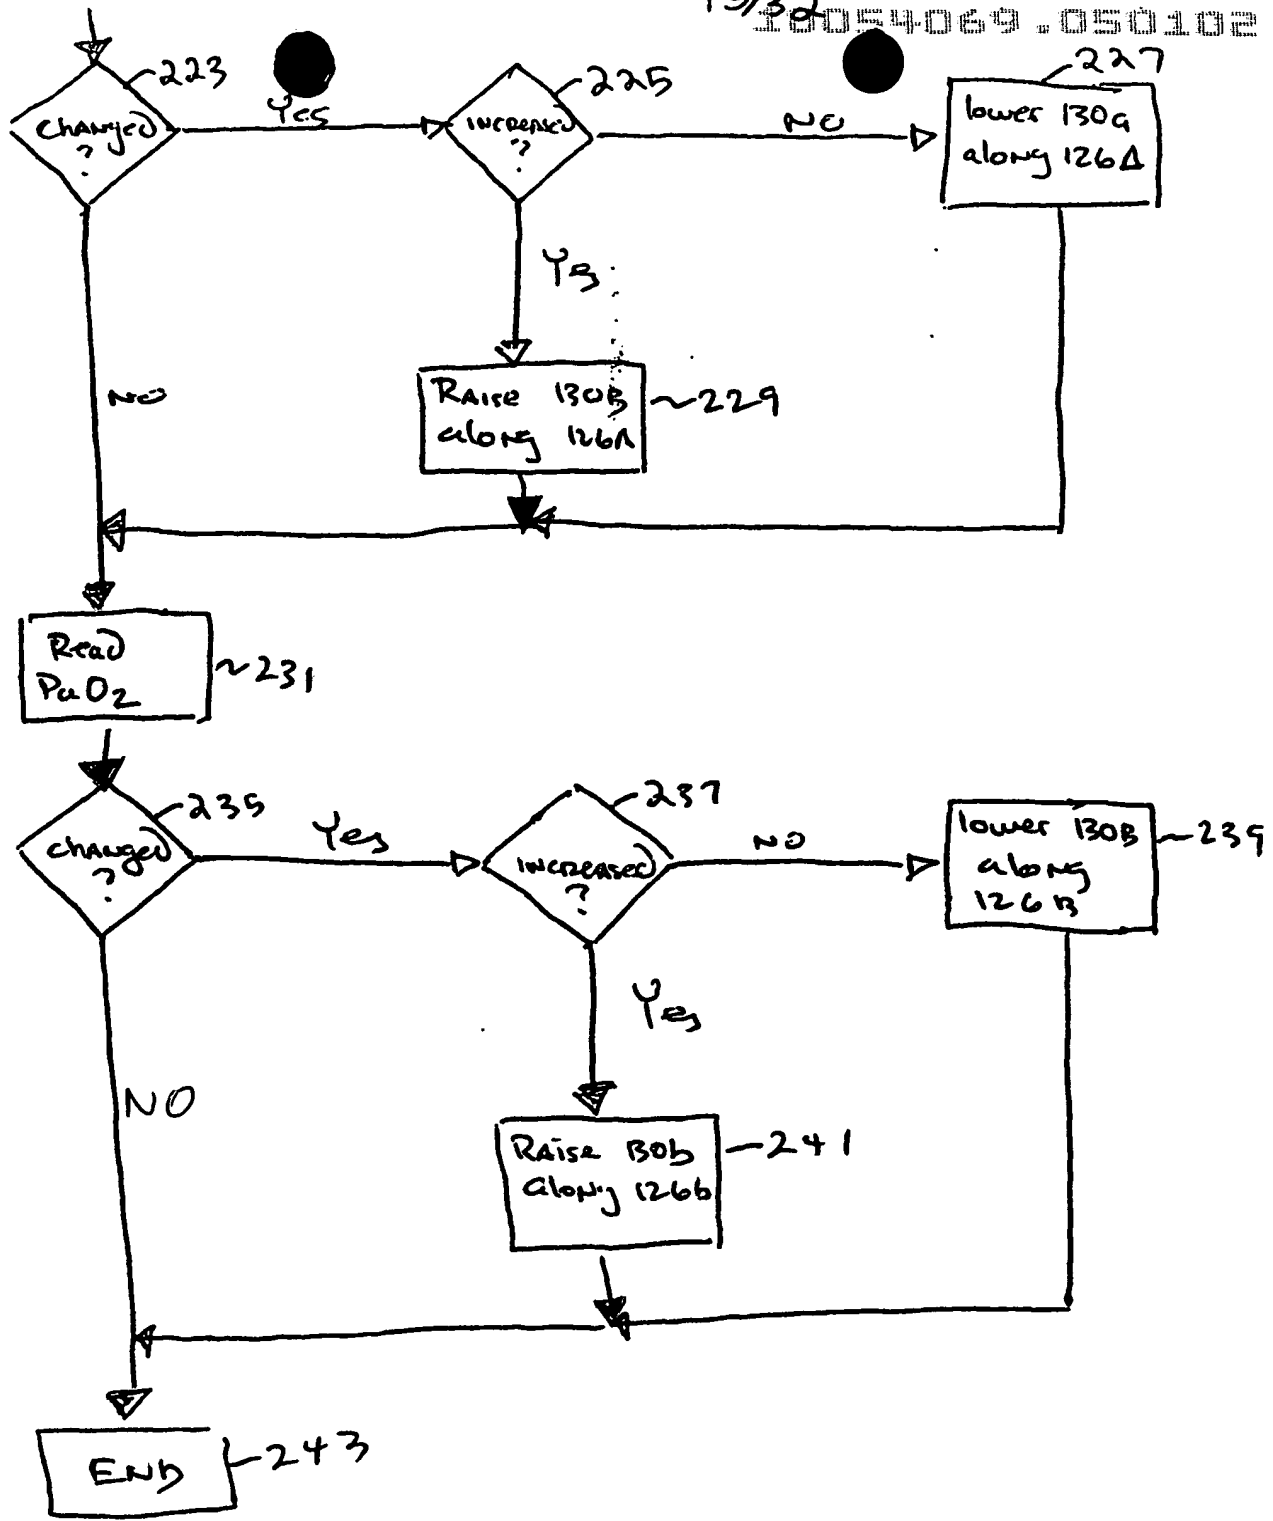 19/32
10054069.050102
223
Changed
?
Yes
225
Increased
?
NO
227
lower 130a
along 126A
Yes
NO
Raise 130B
along 126A
229
Read
PaO2
231
235
Changed
?
Yes
237
Increased
?
NO
lower 130B
along
126B
239
Yes
NO
Raise 130b
along 126b
241
END
243